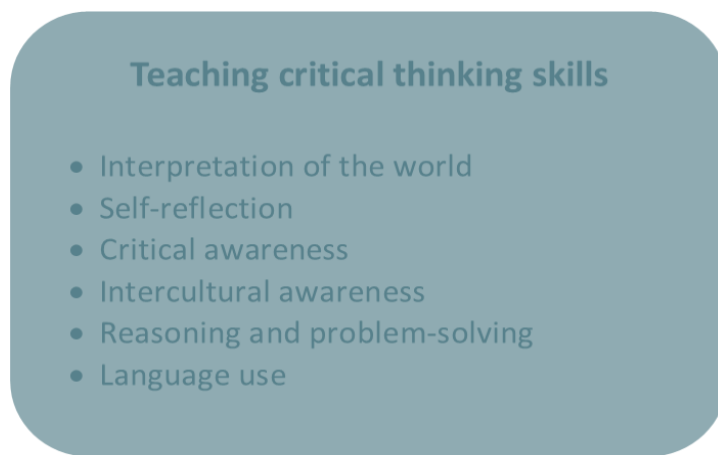 Teaching critical thinking skills
• Interpretation of the world
• Self-reflection
• Critical awareness
• Intercultural awareness
• Reasoning and problem-solving
• Language use